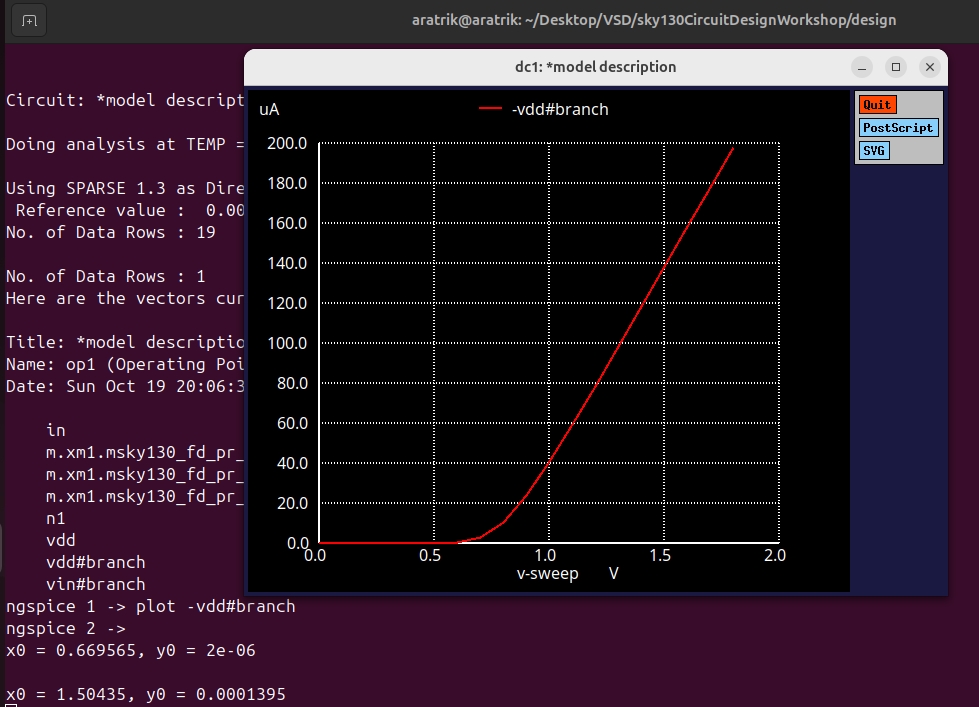 aratrik@aratrik: ~/Desktop/VSD/sky130CircuitDesignWorkshop/design
Circuit: *model descript
Doing analysis at TEMP =
Using SPARSE 1.3 as Dire
Reference value :  0.00
No. of Data Rows : 19
No. of Data Rows : 1
Here are the vectors cur
Title: *model descriptio
Name: op1 (Operating Poi
Date: Sun Oct 19 20:06:3
in
m.xm1.msky130_fd_pr_
m.xm1.msky130_fd_pr_
m.xm1.msky130_fd_pr_
n1
vdd
vdd#branch
vin#branch
ngspice 1 -> plot -vdd#branch
ngspice 2 ->
x0 = 0.669565, y0 = 2e-06
x0 = 1.50435, y0 = 0.0001395
dc1: *model description
uA
-vdd#branch
200.0
180.0
160.0
140.0
120.0
100.0
80.0
60.0
40.0
20.0
0.0
0.0 0.5 1.0 1.5 2.0
v-sweep V
Quit
PostScript
SVG